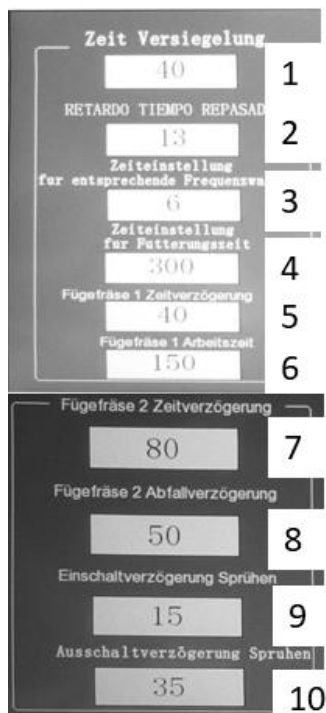 Zeit Versiegelung
40
1
RETARDO TIEMPO REPASAD
13
2
Zeiteinstellung
fur entsprechende Frequenzwa
6
3
Zeiteinstellung
fur Futterungszeit
300
4
Fügefräse 1 Zeitverzögerung
40
5
Fügefräse 1 Arbeitszeit
150
6
Fügefräse 2 Zeitverzögerung
80
7
Fügefräse 2 Abfallverzögerung
50
8
Einschaltverzögerung Sprühen
15
9
Ausschaltverzögerung Spruhen
35
10